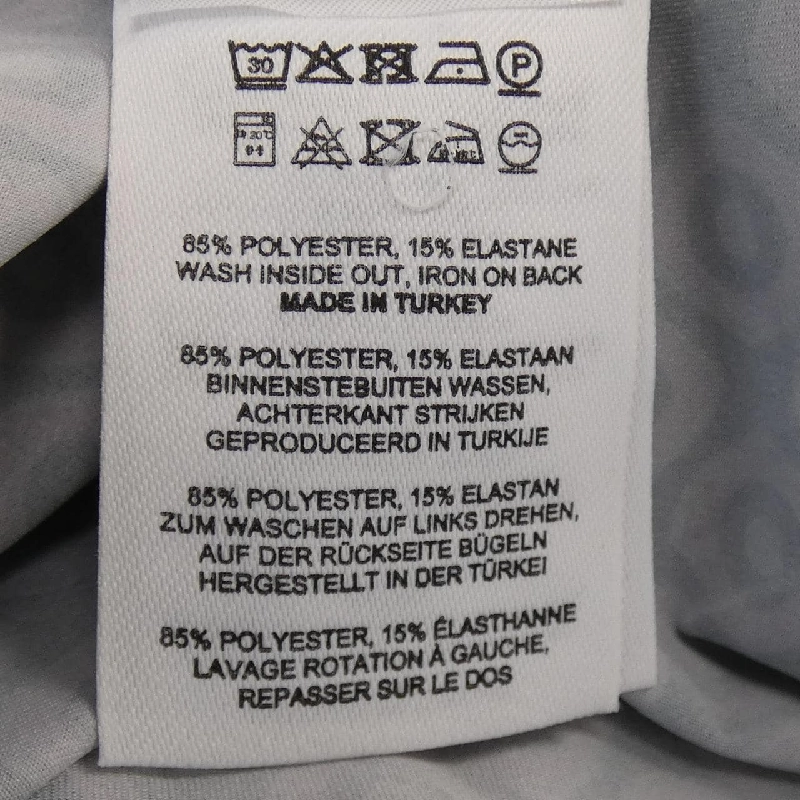 30
P
85% POLYESTER, 15% ELASTANE
WASH INSIDE OUT, IRON ON BACK
MADE IN TURKEY
85% POLYESTER, 15% ELASTAAN
BINNENSTEBUITEN WASSEN,
ACHTERKANT STRIJKEN
GEPRODUCEERD IN TURKIJE
85% POLYESTER, 15% ELASTAN
ZUM WASCHEN AUF LINKS DREHEN,
AUF DER RÜCKSEITE BÜGELN
HERGESTELLT IN DER TÜRKEI
85% POLYESTER, 15% ÉLASTHANNE
LAVAGE ROTATION À GAUCHE,
REPASSER SUR LE DOS